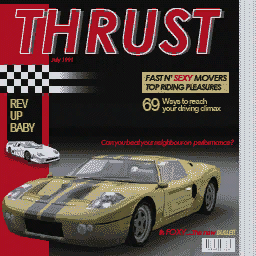 THRUST
July 1999
FAST N' SEXY MOVERS
TOP RIDING PLEASURES
69 Ways to reach
your driving climax
REV
UP
BABY
Can you beat your neighbour on performance?
BULLET